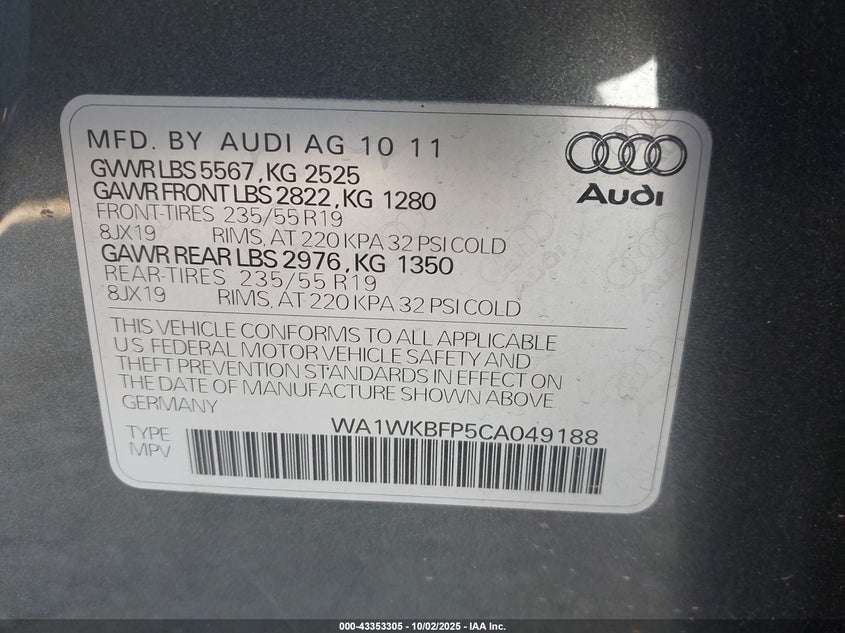 MFD. BY AUDI AG 10 11
GVWR LBS 5567, KG 2525
GAWR FRONT LBS 2822, KG 1280
FRONT-TIRES 235/55 R19
8JX19 RIMS, AT 220 KPA 32 PSI COLD
GAWR REAR LBS 2976, KG 1350
REAR-TIRES 235/55 R19
8JX19 RIMS, AT 220 KPA 32 PSI COLD
Audi
THIS VEHICLE CONFORMS TO ALL APPLICABLE
U.S. FEDERAL MOTOR VEHICLE SAFETY AND
THEFT PREVENTION STANDARDS IN EFFECT ON
THE DATE OF MANUFACTURE SHOWN ABOVE
GERMANY
WA1WKBFP5CA049188
TYPE
MPV
000-43353305 - 10/02/2025 - IAA Inc.